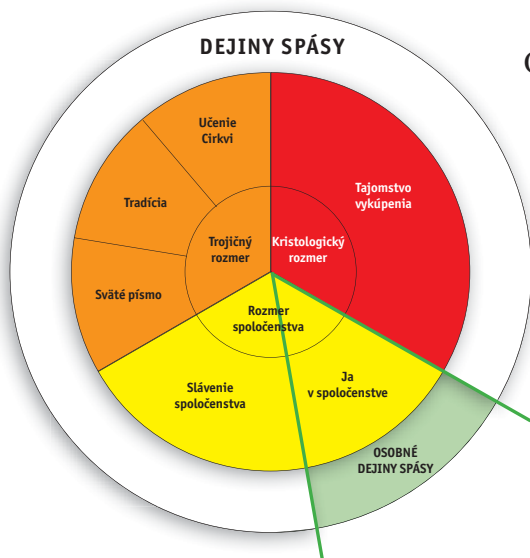 DEJINY SPÁSY
Učenie
Cirkvi
Tradícia
Sväté písmo
Trojičný
rozmer
Kristologický
rozmer
Tajomstvo
vykúpenia
Rozmer
spoločenstva
Slávenie
spoločenstva
Ja
v spoločenstve
OSOBNÉ
DEJINY SPÁSY